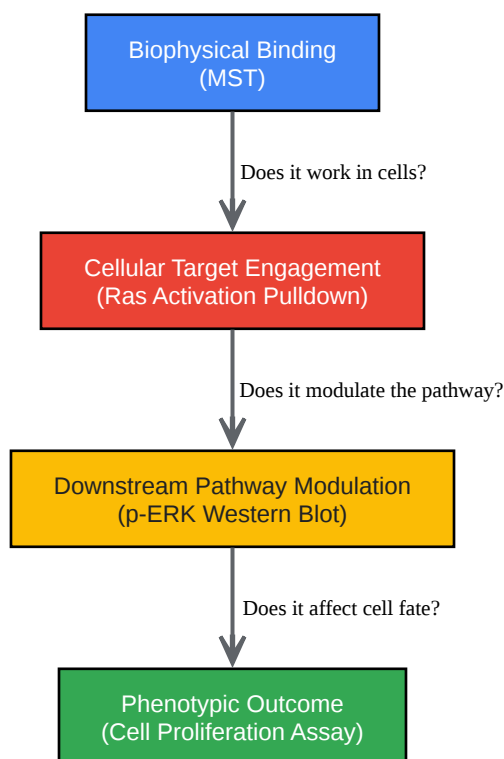 Biophysical Binding
(MST)
Does it work in cells?
Cellular Target Engagement
(Ras Activation Pulldown)
Does it modulate the pathway?
Downstream Pathway Modulation
(p-ERK Western Blot)
Does it affect cell fate?
Phenotypic Outcome
(Cell Proliferation Assay)